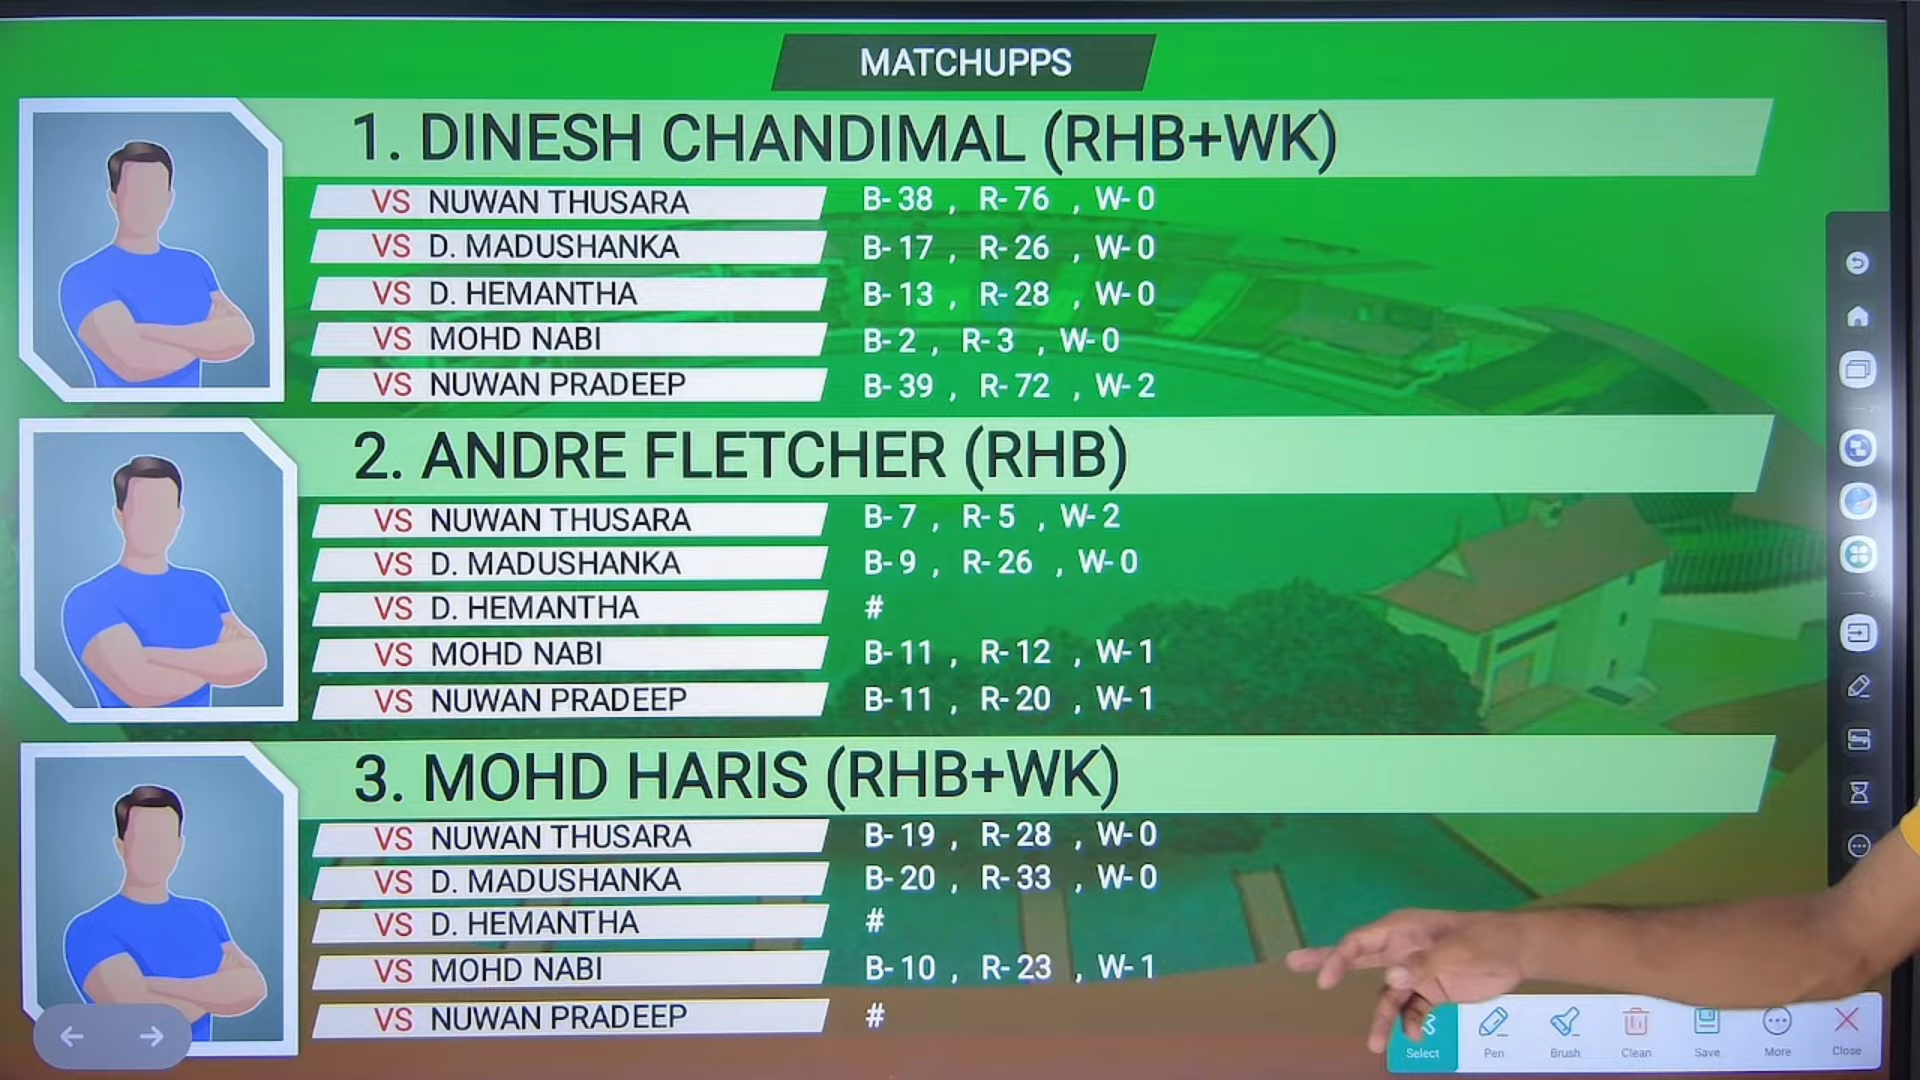 MATCHUPPS
1. DINESH CHANDIMAL (RHB+WK)
VS NUWAN THUSARA B- 38 , R- 76 , W- 0
VS D. MADUSHANKA B- 17 , R- 26 , W- 0
VS D. HEMANTHA B- 13 , R- 28 , W- 0
VS MOHD NABI B- 2 , R- 3 , W- 0
VS NUWAN PRADEEP B- 39 , R- 72 , W- 2
2. ANDRE FLETCHER (RHB)
VS NUWAN THUSARA B- 7 , R- 5 , W- 2
VS D. MADUSHANKA B- 9 , R- 26 , W- 0
VS D. HEMANTHA #
VS MOHD NABI B- 11 , R- 12 , W- 1
VS NUWAN PRADEEP B- 11 , R- 20 , W- 1
3. MOHD HARIS (RHB+WK)
VS NUWAN THUSARA B- 19 , R- 28 , W- 0
VS D. MADUSHANKA B- 20 , R- 33 , W- 0
VS D. HEMANTHA #
VS MOHD NABI B- 10 , R- 23 , W- 1
VS NUWAN PRADEEP #
Select Pen Brush Clean Save More Close